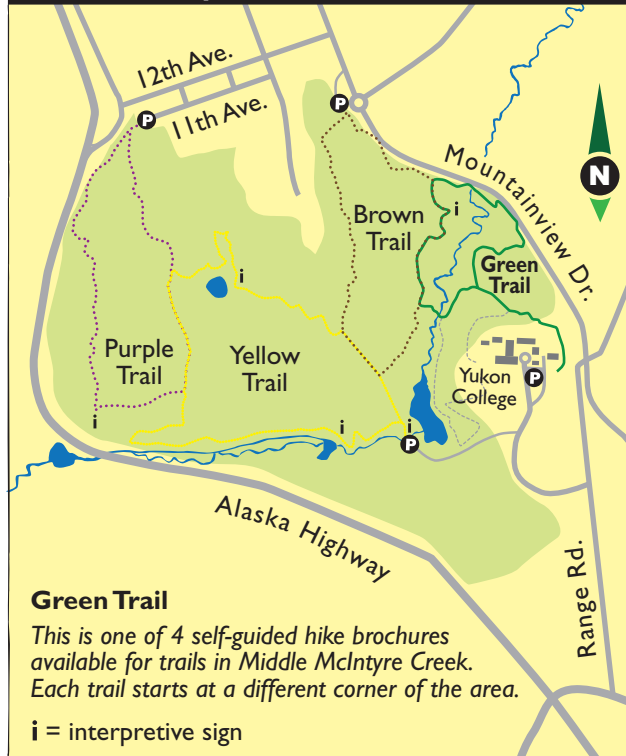 12th Ave.
P
11th Ave.
P
Mountainview Dr.
N
i
Brown
Trail
Green
Trail
i
Purple
Trail
Yellow
Trail
Yukon
College
P
i
i
i
P
Alaska Highway
Range Rd.
Green Trail
This is one of 4 self-guided hike brochures
available for trails in Middle McIntyre Creek.
Each trail starts at a different corner of the area.
i = interpretive sign